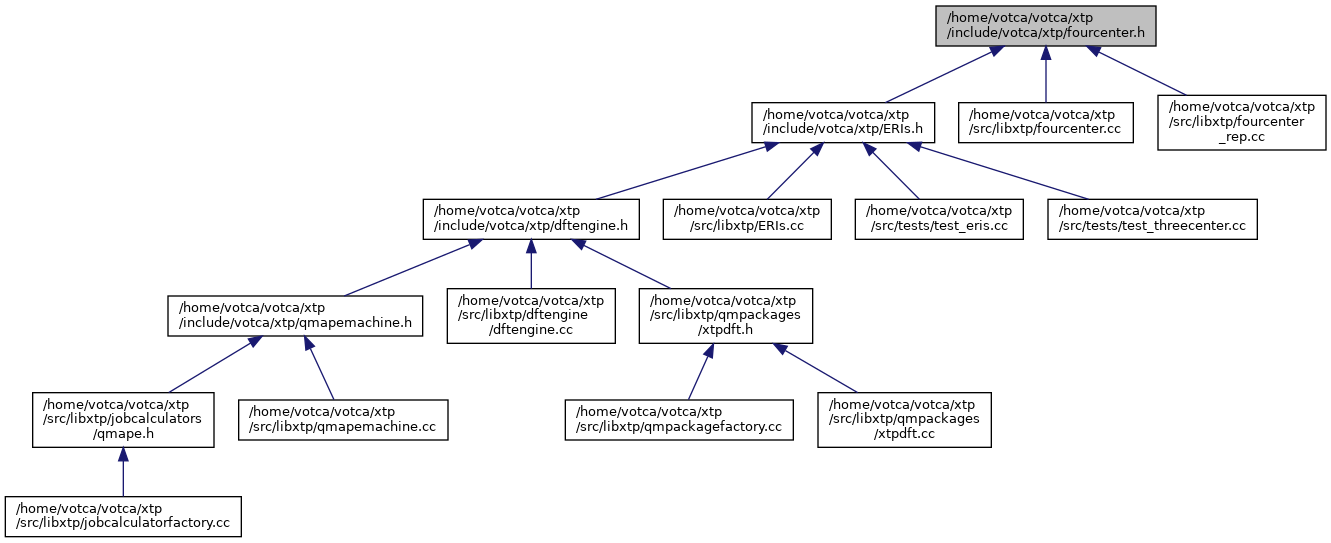 /home/votca/votca/xtp
/include/votca/xtp/fourcenter.h
/home/votca/votca/xtp
/include/votca/xtp/ERIs.h
/home/votca/votca/xtp
/src/libxtp/fourcenter.cc
/home/votca/votca/xtp
/src/libxtp/fourcenter
_rep.cc
/home/votca/votca/xtp
/include/votca/xtp/dftengine.h
/home/votca/votca/xtp
/src/libxtp/ERIs.cc
/home/votca/votca/xtp
/src/tests/test_eris.cc
/home/votca/votca/xtp
/src/tests/test_threecenter.cc
/home/votca/votca/xtp
/include/votca/xtp/qmapemachine.h
/home/votca/votca/xtp
/src/libxtp/dftengine
/dftengine.cc
/home/votca/votca/xtp
/src/libxtp/qmpackages
/xtpdft.h
/home/votca/votca/xtp
/src/libxtp/jobcalculators
/qmape.h
/home/votca/votca/xtp
/src/libxtp/qmapemachine.cc
/home/votca/votca/xtp
/src/libxtp/qmpackagefactory.cc
/home/votca/votca/xtp
/src/libxtp/qmpackages
/xtpdft.cc
/home/votca/votca/xtp
/src/libxtp/jobcalculatorfactory.cc